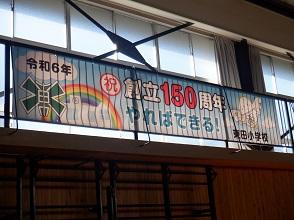 令和6年
祝 創立150周年
やればできる!
東田小学校